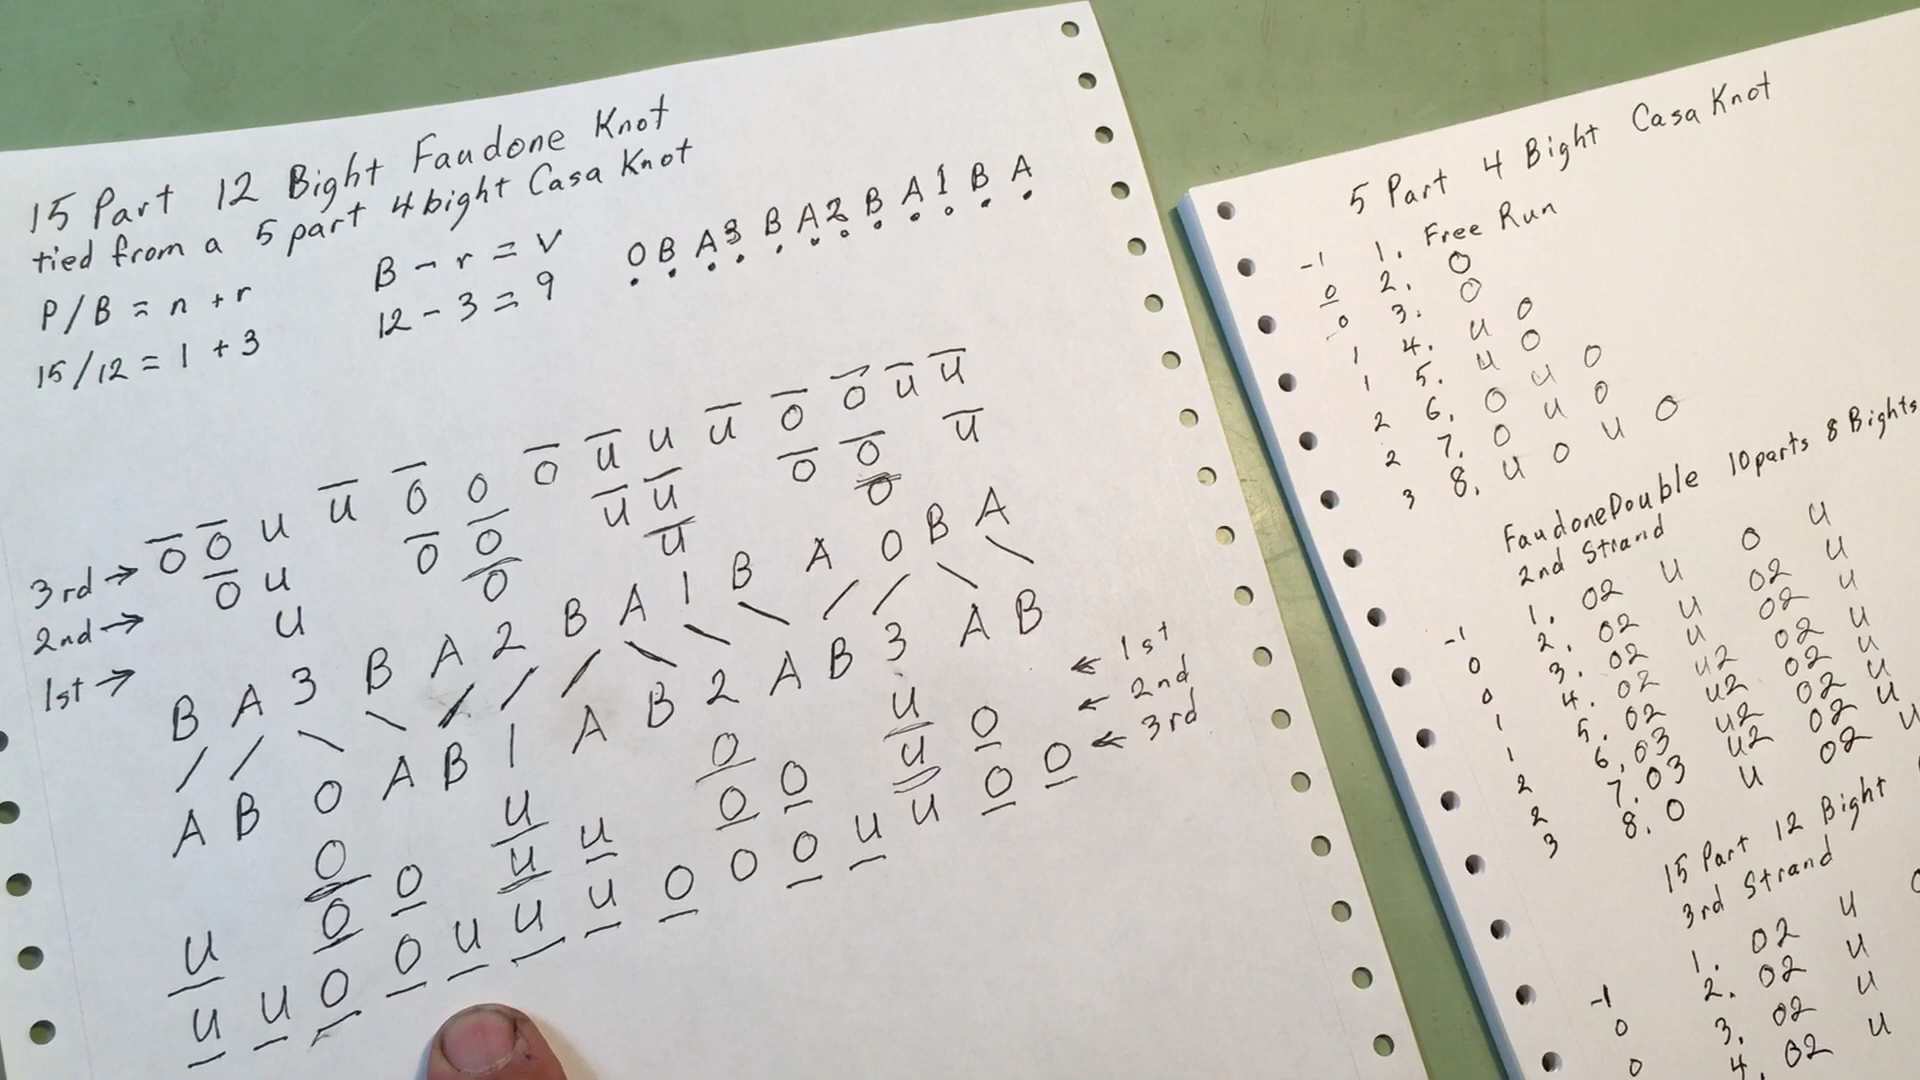 15 Part 12 Bight Faudone Knot
tied from a 5 part 4 bight Casa Knot
P/B = n + r
B - r = v
15/12 = 1 + 3
12 - 3 = 9
0 B A 3 B A 2 B A 1 B A
3rd → O O U U O O O U U U O O U U
2nd → O U O O U U O O U
1st → U O U O
B A 3 B A 2 B A 1 B A 0 B A
/ / \ \ / / / \ \ \ / / \ \
A B 0 A B 1 A B 2 A B 3 A B
O U O U ← 1st
U O O U U O O U O ← 2nd
U U O O U U U O O O U U O O ← 3rd
5 Part 4 Bight Casa Knot
-1 1. Free Run
0 2. O
0 3. O
1 4. U O
1 5. U O
2 6. O U O
2 7. O U O
3 8. U O U O
Faudone Double 10 parts 8 Bights
2nd Strand
1. O2 U O U
-1 2. O2 U O2 U
0 3. O2 U O2 U
0 4. O2 U2 O2 U
1 5. O2 U2 O2 U
1 6. O3 U2 O2 U
2 7. O3 U2 O2 U
2 8. O U O2 U
3
15 Part 12 Bight
3rd Strand
1. O2 U
-1 2. O2 U
0 3. O2 U
0 4. O2 U